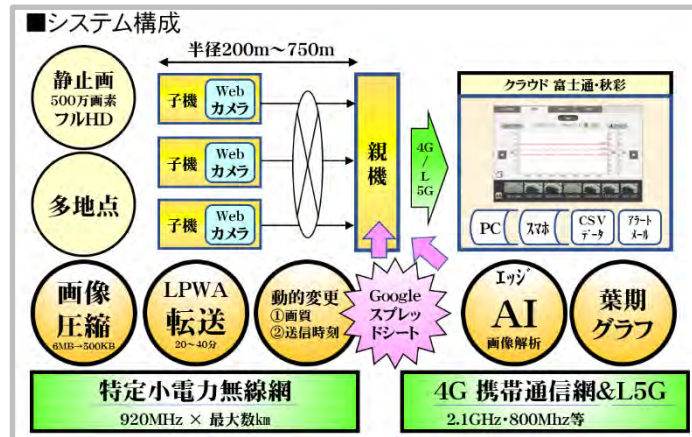 ■システム構成
静止画
500万画素
フルHD
多地点
半径200m～750m
子機
Web
カメラ
子機
Web
カメラ
子機
Web
カメラ
親機
4G
/
L
5G
クラウド 富士通・秋彩
PC
スマホ
CSV
データ
アラート
メール
画像
圧縮
6MB→500KB
LPWA
転送
20～40分
動的変更
①画質
②送信時刻
Google
スプレッ
ドシート
エッジ
AI
画像解析
葉期
グラフ
特定小電力無線網
920MHz × 最大数㎞
4G 携帯通信網&L5G
2.1GHz・800Mhz等